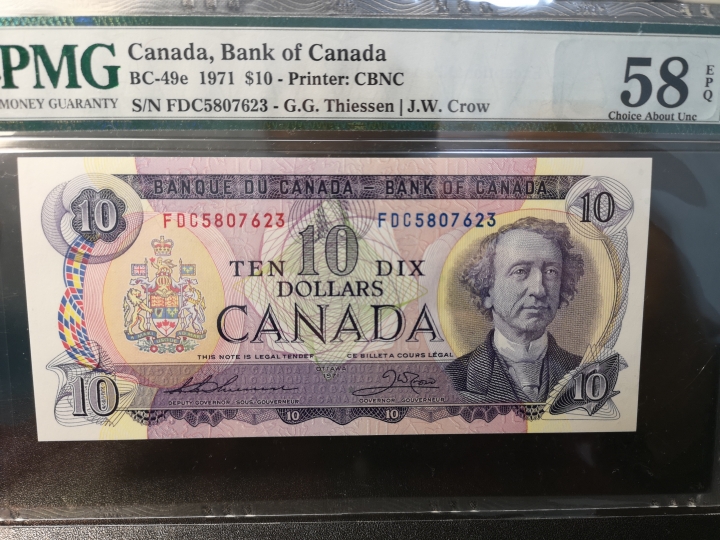 PMG
MONEY GUARANTY
Canada, Bank of Canada
BC-49e 1971 $10 - Printer: CBNC
S/N FDC5807623 - G.G. Thiessen | J.W. Crow
58
EPQ
Choice About Unc
BANQUE DU CANADA – BANK OF CANADA
10
10
FDC5807623
FDC5807623
TEN 10 DIX
DOLLARS
CANADA
THIS NOTE IS LEGAL TENDER
CE BILLET A COURS LÉGAL
OTTAWA
1971
DEPUTY GOVERNOR - SOUS-GOUVERNEUR
GOVERNOR - GOUVERNEUR
10
10
10
10